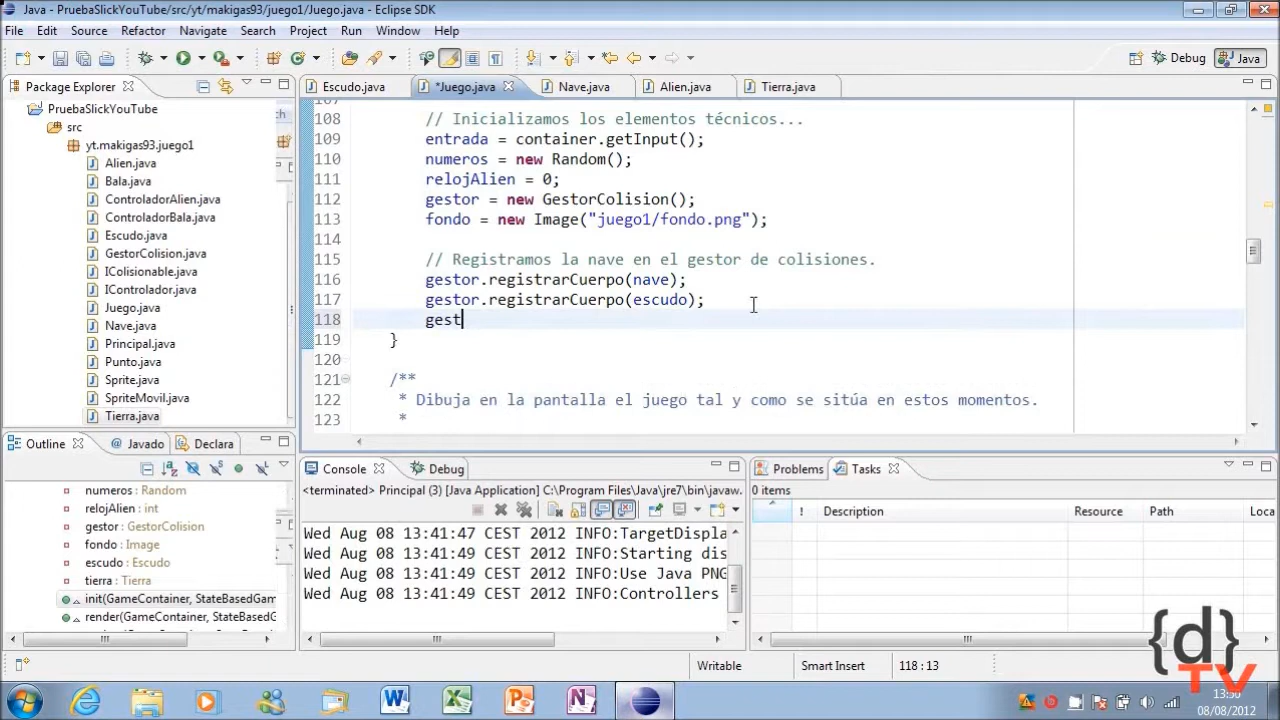 Java - PruebaSlickYouTube/src/yt/makigas93/juego1/Juego.java - Eclipse SDK
File Edit Source Refactor Navigate Search Project Run Window Help
Debug Java
Package Explorer
Escudo.java *Juego.java Nave.java Alien.java Tierra.java
PruebaSlickYouTube
src
yt.makigas93.juego1
Alien.java
Bala.java
ControladorAlien.java
ControladorBala.java
Escudo.java
GestorColision.java
IColisionable.java
IControlador.java
Juego.java
Nave.java
Principal.java
Punto.java
Sprite.java
SpriteMovil.java
Tierra.java
108 // Inicializamos los elementos técnicos...
109 entrada = container.getInput();
110 numeros = new Random();
111 relojAlien = 0;
112 gestor = new GestorColision();
113 fondo = new Image("juego1/fondo.png");
114
115 // Registramos la nave en el gestor de colisiones.
116 gestor.registrarCuerpo(nave);
117 gestor.registrarCuerpo(escudo);
118 gest
119 }
120
121 /**
122 * Dibuja en la pantalla el juego tal y como se sitúa en estos momentos.
123 *
Outline Javado Declara
numeros : Random
relojAlien : int
gestor : GestorColision
fondo : Image
escudo : Escudo
tierra : Tierra
init(GameContainer, StateBasedGam
render(GameContainer, StateBasedG
Console Debug
<terminated> Principal (3) [Java Application] C:\Program Files\Java\jre7\bin\javaw.
Wed Aug 08 13:41:47 CEST 2012 INFO:TargetDispla
Wed Aug 08 13:41:49 CEST 2012 INFO:Starting dis
Wed Aug 08 13:41:49 CEST 2012 INFO:Use Java PNG
Wed Aug 08 13:41:49 CEST 2012 INFO:Controllers
Problems Tasks
0 items
! Description Resource Path Loca
Writable Smart Insert 118 : 13
{d}
TV
08/08/2012